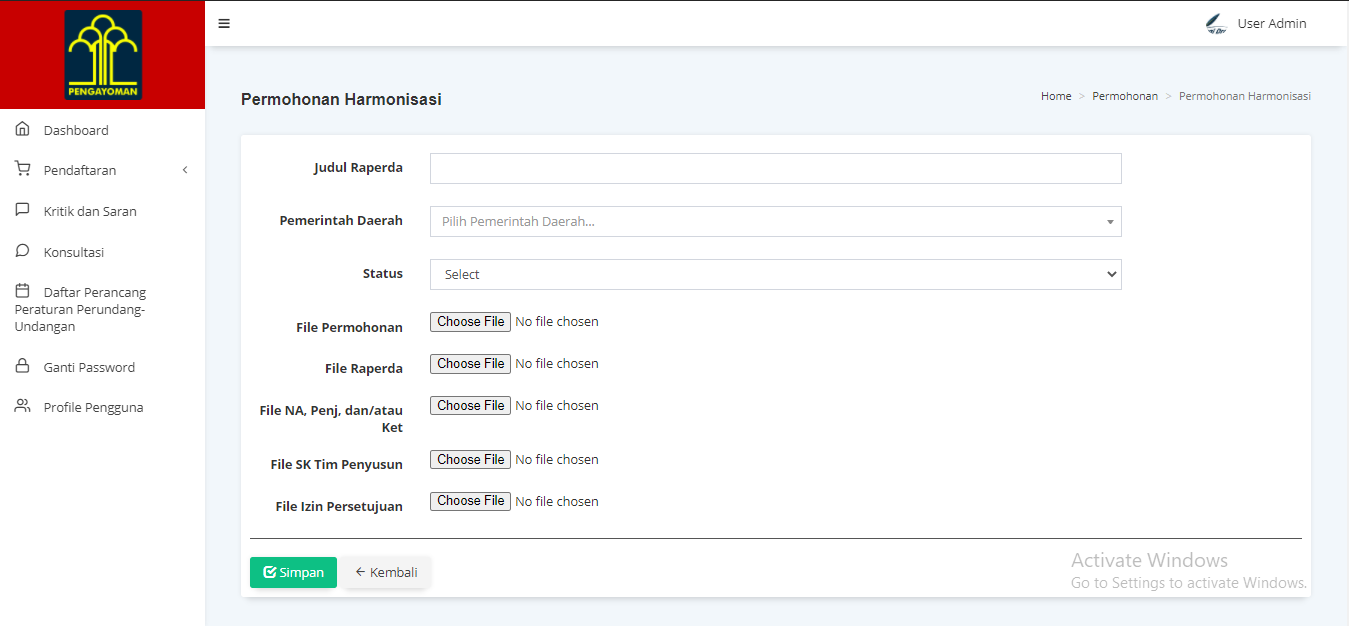 PENGAYOMAN
User Admin
Permohonan Harmonisasi
Home > Permohonan > Permohonan Harmonisasi
Dashboard
Pendaftaran
Kritik dan Saran
Konsultasi
Daftar Perancang
Peraturan Perundang-
Undangan
Ganti Password
Profile Pengguna
Judul Raperda
Pemerintah Daerah Pilih Pemerintah Daerah...
Status Select
File Permohonan Choose File No file chosen
File Raperda Choose File No file chosen
File NA, Penj, dan/atau Choose File No file chosen
Ket
File SK Tim Penyusun Choose File No file chosen
File Izin Persetujuan Choose File No file chosen
Simpan Kembali
Activate Windows
Go to Settings to activate Windows.